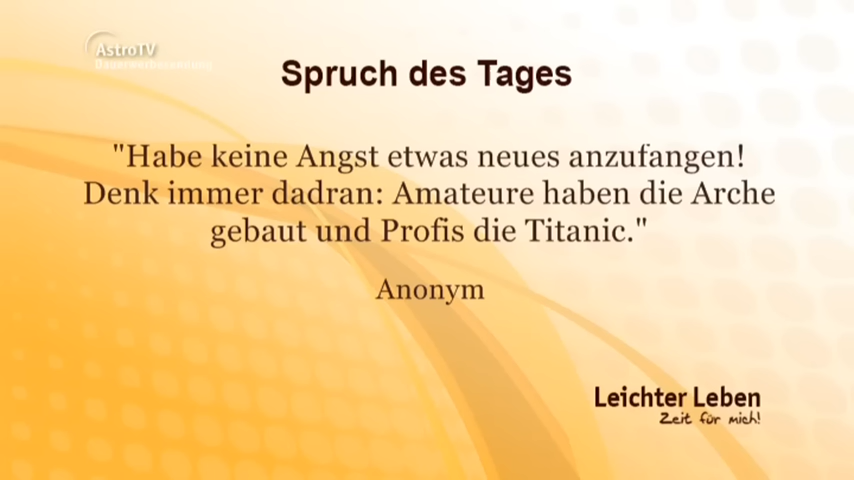 AstroTV
Dauerwerbesendung
Spruch des Tages
"Habe keine Angst etwas neues anzufangen!
Denk immer dadran: Amateure haben die Arche
gebaut und Profis die Titanic."
Anonym
Leichter Leben
Zeit für mich!